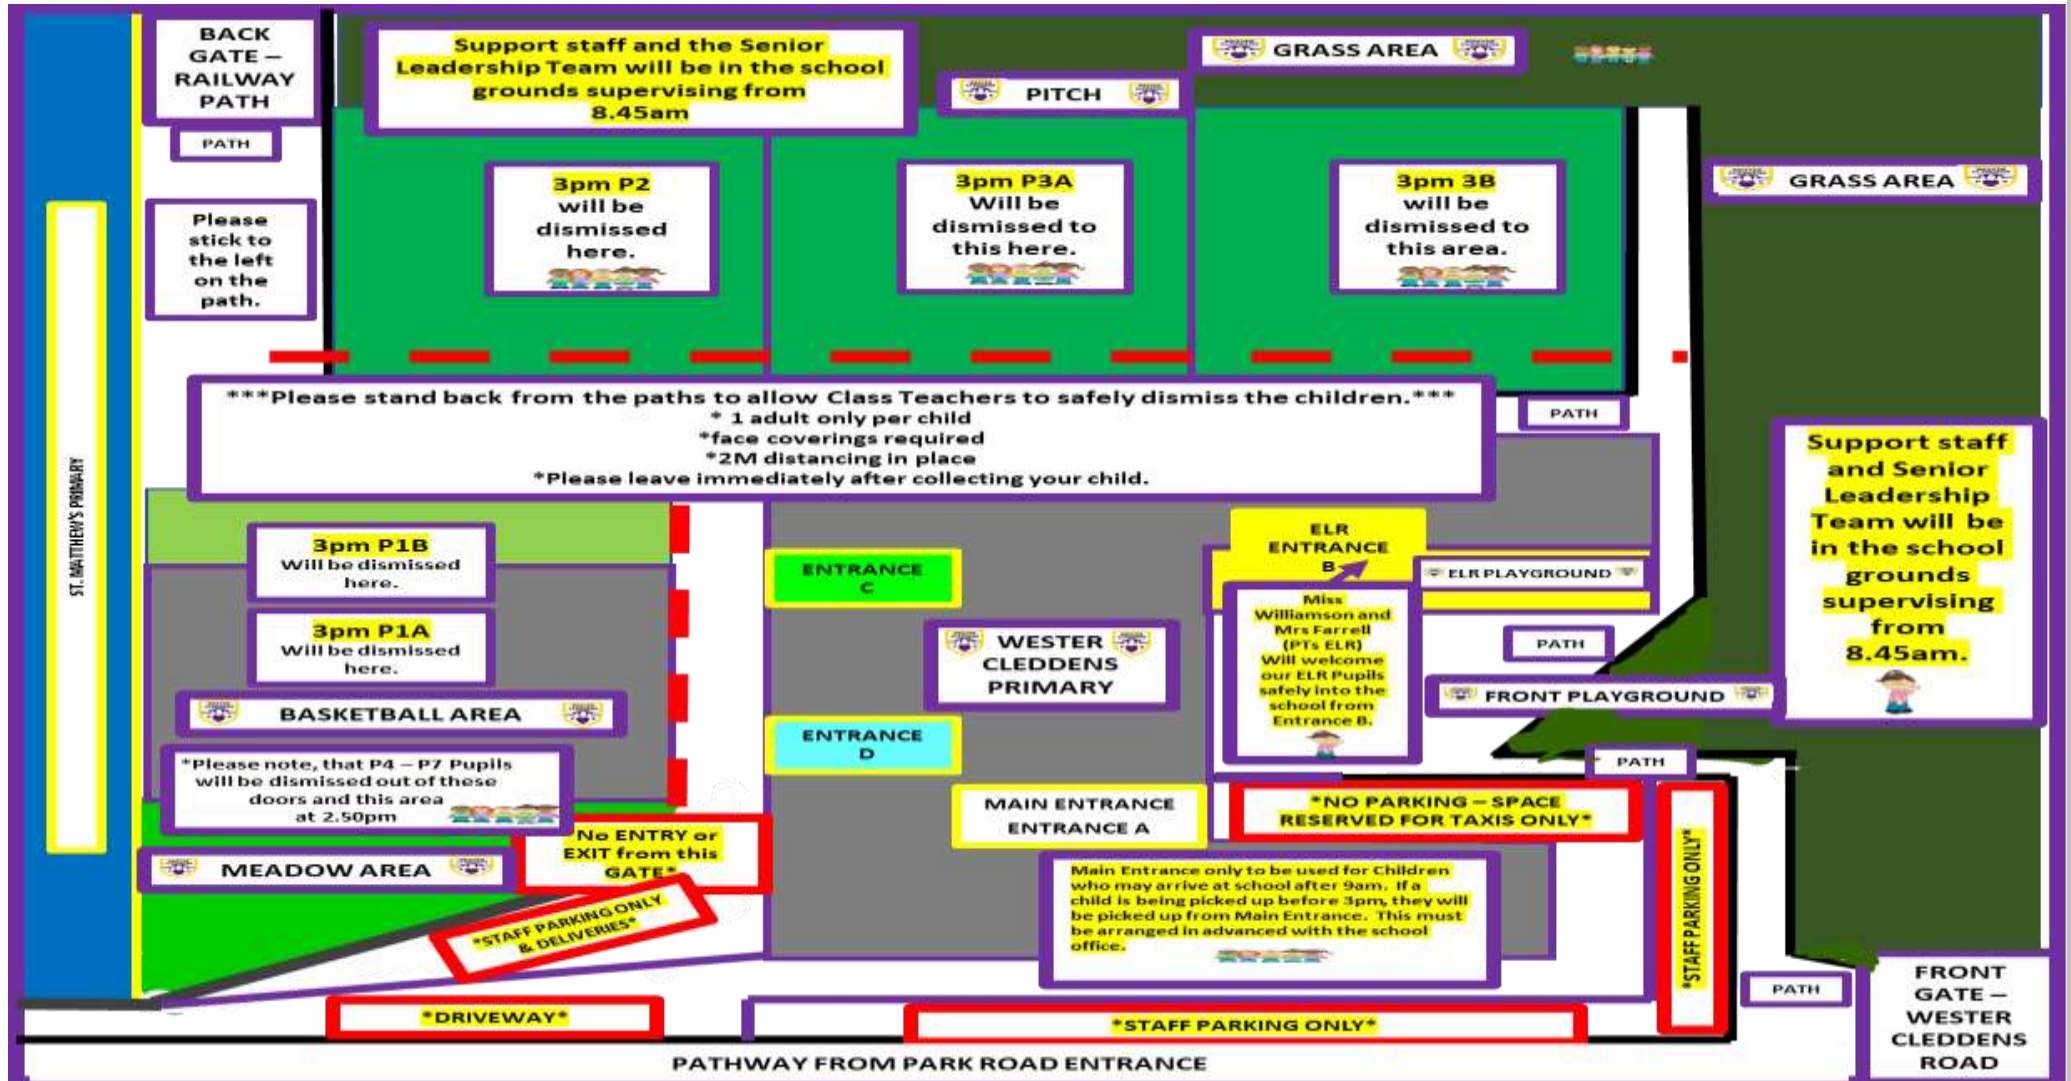 BACK
GATE –
RAILWAY
PATH
PATH
Please
stick to
the left
on the
path.
ST. MATTHEW'S PRIMARY
Support staff and the Senior
Leadership Team will be in the school
grounds supervising from
8.45am
PITCH
GRASS AREA
GRASS AREA
3pm P2
will be
dismissed
here.
3pm P3A
Will be
dismissed to
this here.
3pm 3B
will be
dismissed to
this area.
***Please stand back from the paths to allow Class Teachers to safely dismiss the children.***
* 1 adult only per child
*face coverings required
*2M distancing in place
*Please leave immediately after collecting your child.
PATH
Support staff
and Senior
Leadership
Team will be
in the school
grounds
supervising
from
8.45am.
3pm P1B
Will be dismissed
here.
3pm P1A
Will be dismissed
here.
BASKETBALL AREA
*Please note, that P4 – P7 Pupils
will be dismissed out of these
doors and this area
at 2.50pm
MEADOW AREA
No ENTRY or
EXIT from this
GATE*
*STAFF PARKING ONLY
& DELIVERIES*
ENTRANCE
C
ENTRANCE
D
WESTER
CLEDDENS
PRIMARY
MAIN ENTRANCE
ENTRANCE A
ELR
ENTRANCE
B
ELR PLAYGROUND
Miss
Williamson and
Mrs Farrell
(PTs ELR)
Will welcome
our ELR Pupils
safely into the
school from
Entrance B.
PATH
FRONT PLAYGROUND
PATH
*NO PARKING – SPACE
RESERVED FOR TAXIS ONLY*
*STAFF PARKING ONLY*
Main Entrance only to be used for Children
who may arrive at school after 9am. If a
child is being picked up before 3pm, they will
be picked up from Main Entrance. This must
be arranged in advanced with the school
office.
PATH
FRONT
GATE –
WESTER
CLEDDENS
ROAD
*DRIVEWAY*
*STAFF PARKING ONLY*
PATHWAY FROM PARK ROAD ENTRANCE